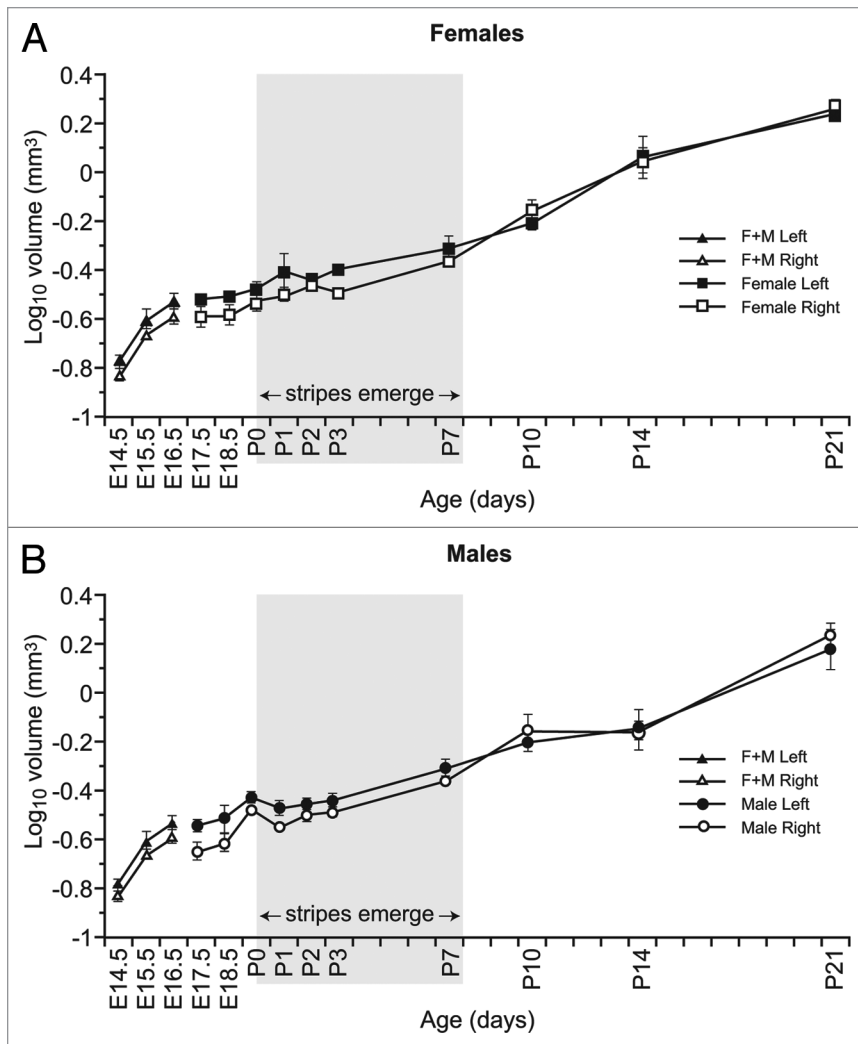 A
Females
Log10 volume (mm³)
0.4
0.2
0
-0.2
-0.4
-0.6
-0.8
-1
F+M Left
F+M Right
Female Left
Female Right
← stripes emerge →
E14.5
E15.5
E16.5
E17.5
E18.5
P0
P1
P2
P3
P7
P10
P14
P21
Age (days)
B
Males
Log10 volume (mm³)
0.4
0.2
0
-0.2
-0.4
-0.6
-0.8
-1
F+M Left
F+M Right
Male Left
Male Right
← stripes emerge →
E14.5
E15.5
E16.5
E17.5
E18.5
P0
P1
P2
P3
P7
P10
P14
P21
Age (days)